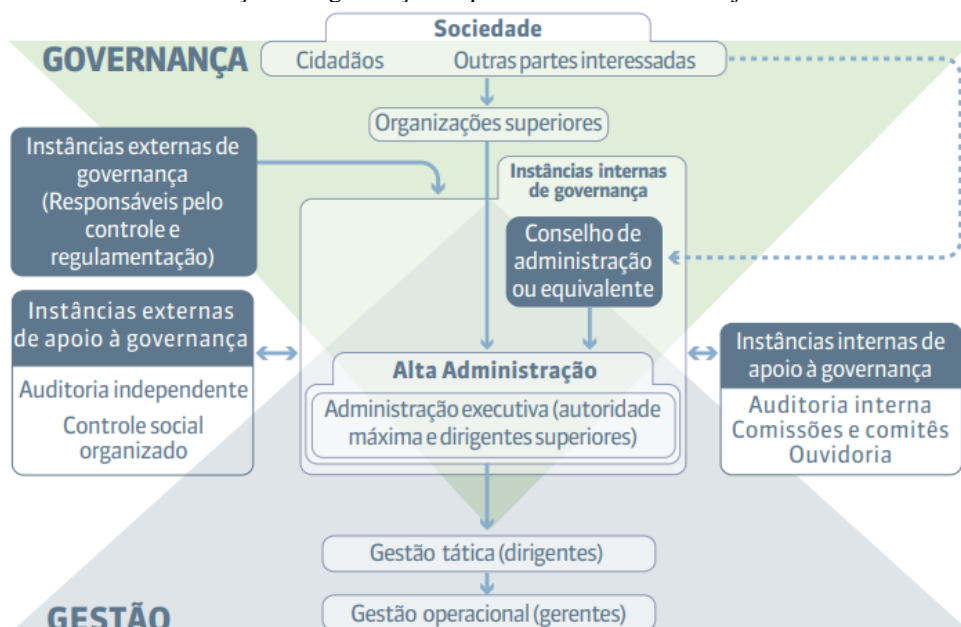 Sociedade
GOVERNANÇA
Cidadãos
Outras partes interessadas
Organizações superiores
Instâncias externas de
governança
(Responsáveis pelo
controle e
regulamentação)
Instâncias internas
de governança
Conselho de
administração
ou equivalente
Instâncias externas
de apoio à governança
Auditoria independente
Controle social
organizado
Alta Administração
Administração executiva (autoridade
máxima e dirigentes superiores)
Instâncias internas de
apoio à governança
Auditoria interna
Comissões e comitês
Ouvidoria
Gestão tática (dirigentes)
Gestão operacional (gerentes)
GESTÃO